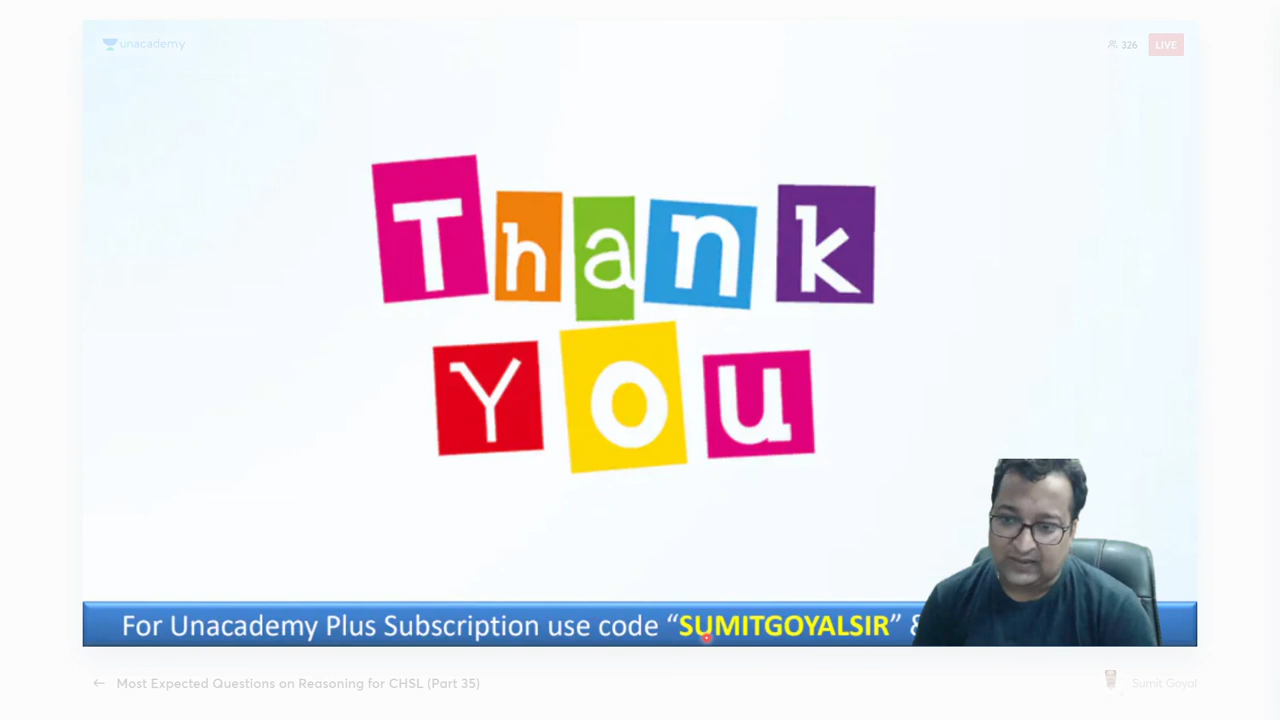 unacademy
326
LIVE
Thank
You
For Unacademy Plus Subscription use code “SUMITGOYALSIR” &
Most Expected Questions on Reasoning for CHSL (Part 35)
Sumit Goyal